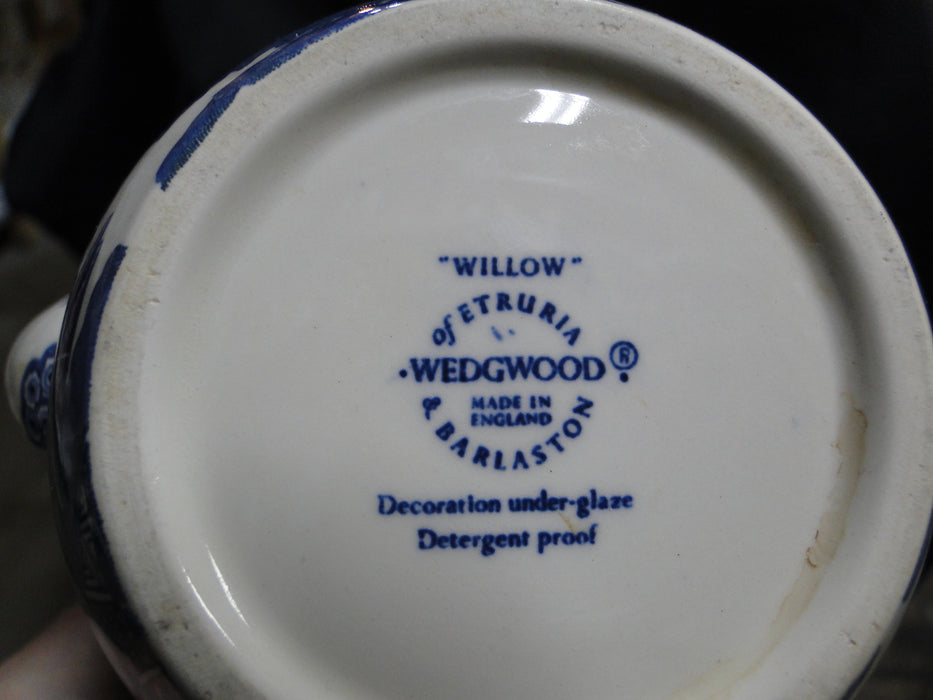 "WILLOW"
of ETRURIA
·WEDGWOOD®·
MADE IN
ENGLAND
& BARLASTON
Decoration under-glaze
Detergent proof